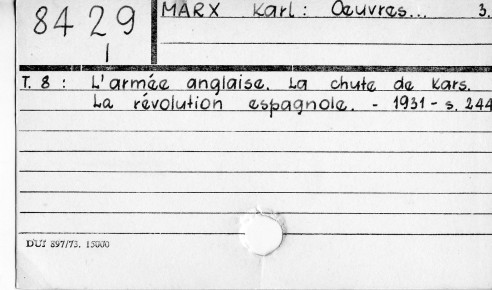 8429
I
MARX Karl: Oeuvres... 3.
T. 8 : L'armée anglaise. La chute de Kars.
La révolution espagnole. - 1931 - s. 244
DUI 897/73. 15000